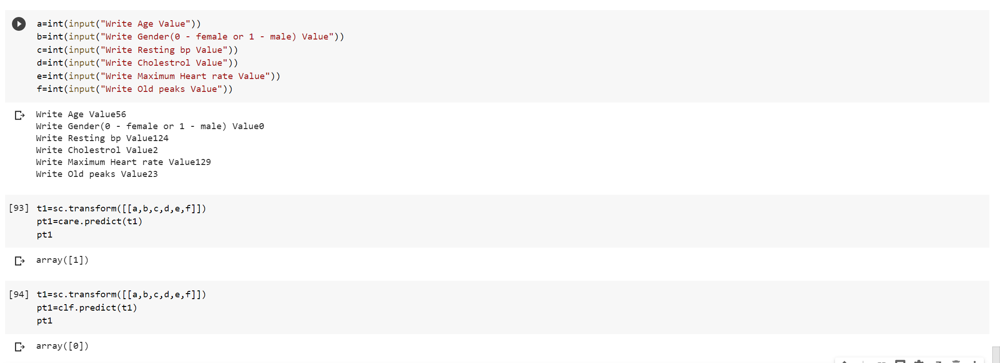 a=int(input("Write Age Value"))
b=int(input("Write Gender(0 - female or 1 - male) Value"))
c=int(input("Write Resting bp Value"))
d=int(input("Write Cholestrol Value"))
e=int(input("Write Maximum Heart rate Value"))
f=int(input("Write Old peaks Value"))
Write Age Value56
Write Gender(0 - female or 1 - male) Value0
Write Resting bp Value124
Write Cholestrol Value2
Write Maximum Heart rate Value129
Write Old peaks Value23
[93] t1=sc.transform([[a,b,c,d,e,f]])
pt1=care.predict(t1)
pt1
array([1])
[94] t1=sc.transform([[a,b,c,d,e,f]])
pt1=clf.predict(t1)
pt1
array([0])